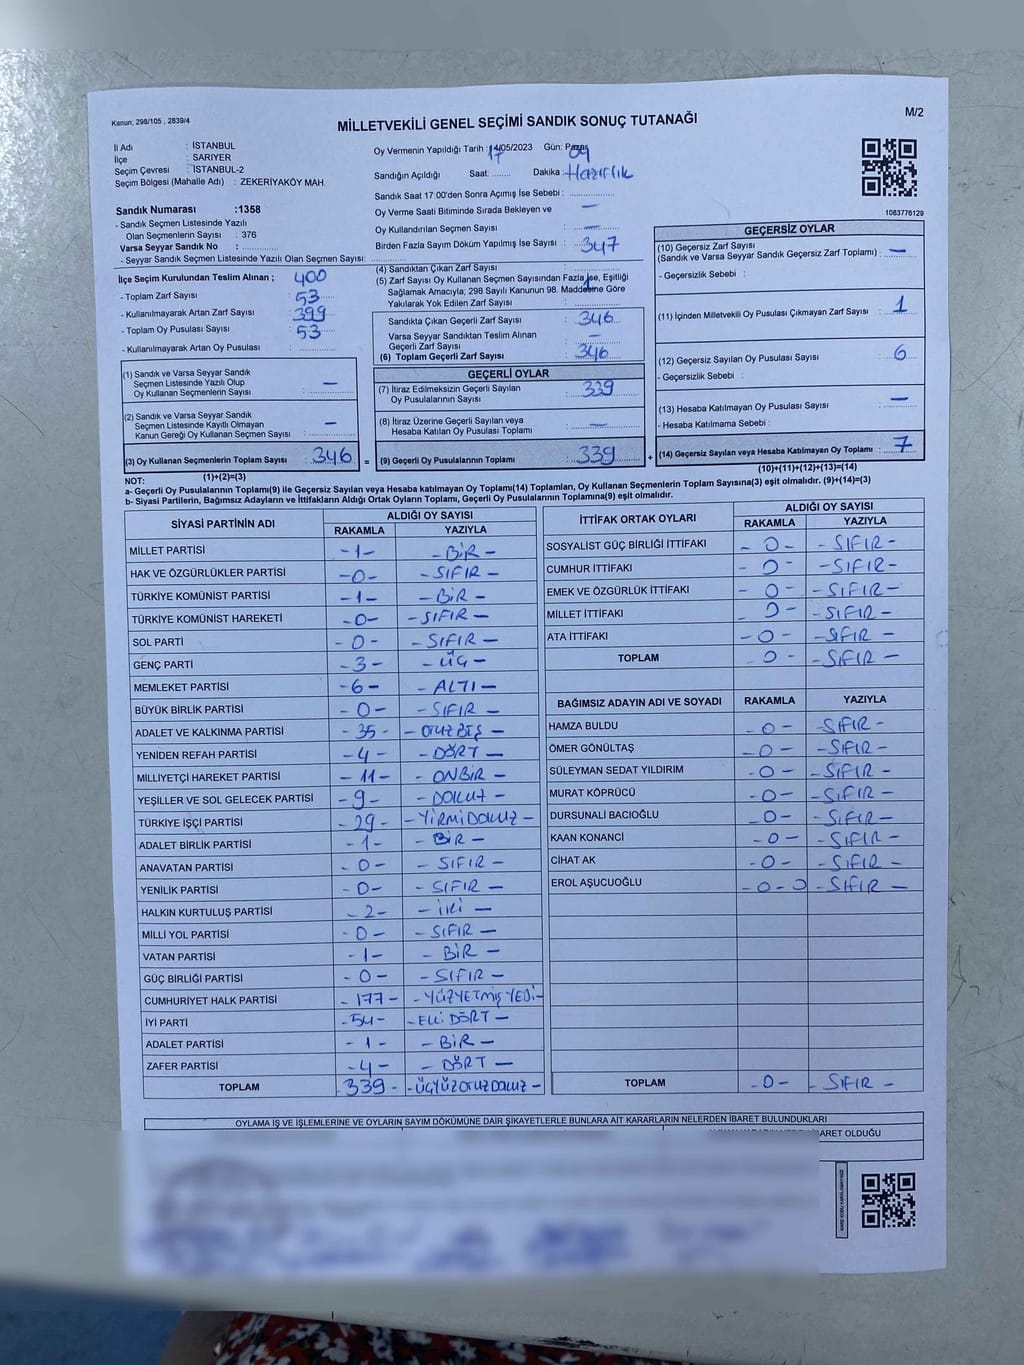 Kanun, 298/105 , 2839/4
M/2
MİLLETVEKİLİ GENEL SEÇİMİ SANDIK SONUÇ TUTANAĞI
İl Adı : İSTANBUL
İlçe : SARIYER
Seçim Çevresi : İSTANBUL-2
Seçim Bölgesi (Mahalle Adı) : ZEKERİYAKÖY MAH.
Sandık Numarası :1358
- Sandık Seçmen Listesinde Yazılı
Olan Seçmenlerin Sayısı : 376
Varsa Seyyar Sandık No :
- Seyyar Sandık Seçmen Listesinde Yazılı Olan Seçmen Sayısı:
Oy Vermenin Yapıldığı Tarih : 14/05/2023 Gün: Pazar
Sandığın Açıldığı Saat: 17 Dakika : 09
Sandık Saat 17:00'den Sonra Açmış İse Sebebi : Hazırlık
Oy Verme Saati Bitiminde Sırada Bekleyen ve
Oy Kullandırılan Seçmen Sayısı : —
Birden Fazla Sayım Döküm Yapılmış İse Sayısı : —
1083776129
İlçe Seçim Kurulundan Teslim Alınan ;
- Toplam Zarf Sayısı : 400
- Kullanılmayarak Artan Zarf Sayısı : 53
- Toplam Oy Pusulası Sayısı : 399
- Kullanılmayarak Artan Oy Pusulası : 53
(4) Sandıktan Çıkan Zarf Sayısı : 347
(5) Zarf Sayısı Oy Kullanan Seçmen Sayısından Fazla İse, Eşitliği
Sağlamak Amacıyla, 298 Sayılı Kanunun 98. Maddesine Göre
Yakılarak Yok Edilen Zarf Sayısı : 1
Sandıkta Çıkan Geçerli Zarf Sayısı : 346
Varsa Seyyar Sandıktan Teslim Alınan
Geçerli Zarf Sayısı : —
(6) Toplam Geçerli Zarf Sayısı : 346
GEÇERSİZ OYLAR
(10) Geçersiz Zarf Sayısı
(Sandık ve Varsa Seyyar Sandık Geçersiz Zarf Toplamı) : —
- Geçersizlik Sebebi :
(11) İçinden Milletvekili Oy Pusulası Çıkmayan Zarf Sayısı : 1
(12) Geçersiz Sayılan Oy Pusulası Sayısı : 6
- Geçersizlik Sebebi :
(13) Hesaba Katılmayan Oy Pusulası Sayısı : —
- Hesaba Katılmama Sebebi :
(14) Geçersiz Sayılan veya Hesaba Katılmayan Oy Toplamı : 7
(10)+(11)+(12)+(13)=(14)
(1) Sandık ve Varsa Seyyar Sandık
Seçmen Listesinde Yazılı Olup
Oy Kullanan Seçmenlerin Sayısı : —
(2) Sandık ve Varsa Seyyar Sandık
Seçmen Listesinde Kayıtlı Olmayan
Kanun Gereği Oy Kullanan Seçmen Sayısı : —
(3) Oy Kullanan Seçmenlerin Toplam Sayısı : 346 =
(1)+(2)=(3)
GEÇERLİ OYLAR
(7) İtiraz Edilmeksizin Geçerli Sayılan
Oy Pusulalarının Sayısı : 339
(8) İtiraz Üzerine Geçerli Sayılan veya
Hesaba Katılan Oy Pusulası Toplamı : —
(9) Geçerli Oy Pusulalarının Toplamı : 339 +
NOT:
a- Geçerli Oy Pusulalarının Toplamı(9) ile Geçersiz Sayılan veya Hesaba katılmayan Oy Toplamı(14) Toplamları, Oy Kullanan Seçmenlerin Toplam Sayısına(3) eşit olmalıdır. (9)+(14)=(3)
b- Siyasi Partilerin, Bağımsız Adayların ve İttifakların Aldığı Ortak Oyların Toplamı, Geçerli Oy Pusulalarının Toplamına(9) eşit olmalıdır.
SİYASİ PARTİNİN ADI ALDIĞI OY SAYISI
RAKAMLA YAZIYLA
MİLLET PARTİSİ -1- -BİR-
HAK VE ÖZGÜRLÜKLER PARTİSİ -0- -SIFIR-
TÜRKİYE KOMÜNİST PARTİSİ -1- -BİR-
TÜRKİYE KOMÜNİST HAREKETİ -0- -SIFIR-
SOL PARTİ -0- -SIFIR-
GENÇ PARTİ -3- -ÜÇ-
MEMLEKET PARTİSİ -6- -ALTI-
BÜYÜK BİRLİK PARTİSİ -0- -SIFIR-
ADALET VE KALKINMA PARTİSİ -35- -OTUZ BEŞ-
YENİDEN REFAH PARTİSİ -4- -DÖRT-
MİLLİYETÇİ HAREKET PARTİSİ -11- -ONBİR-
YEŞİLLER VE SOL GELECEK PARTİSİ -9- -DOKUZ-
TÜRKİYE İŞÇİ PARTİSİ -29- -YİRMİDOKUZ-
ADALET BİRLİK PARTİSİ -1- -BİR-
ANAVATAN PARTİSİ -0- -SIFIR-
YENİLİK PARTİSİ -0- -SIFIR-
HALKIN KURTULUŞ PARTİSİ -2- -İKİ-
MİLLİ YOL PARTİSİ -0- -SIFIR-
VATAN PARTİSİ -1- -BİR-
GÜÇ BİRLİĞİ PARTİSİ -0- -SIFIR-
CUMHURİYET HALK PARTİSİ -177- -YÜZYETMİŞ YEDİ-
İYİ PARTİ -54- -ELLİ DÖRT-
ADALET PARTİSİ -1- -BİR-
ZAFER PARTİSİ -4- -DÖRT-
TOPLAM 339- -ÜÇYÜZOTUZDOKUZ-
İTTİFAK ORTAK OYLARI ALDIĞI OY SAYISI
RAKAMLA YAZIYLA
SOSYALİST GÜÇ BİRLİĞİ İTTİFAKI -0- -SIFIR-
CUMHUR İTTİFAKI -0- -SIFIR-
EMEK VE ÖZGÜRLÜK İTTİFAKI -0- -SIFIR-
MİLLET İTTİFAKI 0- -SIFIR-
ATA İTTİFAKI -0- -SIFIR-
TOPLAM -0- -SIFIR-
BAĞIMSIZ ADAYIN ADI VE SOYADI RAKAMLA YAZIYLA
HAMZA BULDU -0- -SIFIR-
ÖMER GÖNÜLTAŞ -0- -SIFIR-
SÜLEYMAN SEDAT YILDIRIM -0- -SIFIR-
MURAT KÖPRÜCÜ -0- -SIFIR-
DURSUNALİ BACIOĞLU -0- -SIFIR-
KAAN KONANCİ -0- -SIFIR-
CİHAT AK -0- -SIFIR-
EROL AŞUCUOĞLU -0-0 -SIFIR-
TOPLAM -0- -SIFIR-
OYLAMA İŞ VE İŞLEMLERİNE VE OYLARIN SAYIM DÖKÜMÜNE DAİR ŞİKAYETLERLE BUNLARA AİT KARARLARIN NELERDEN İBARET BULUNDUKLARI
İBARET OLDUĞU